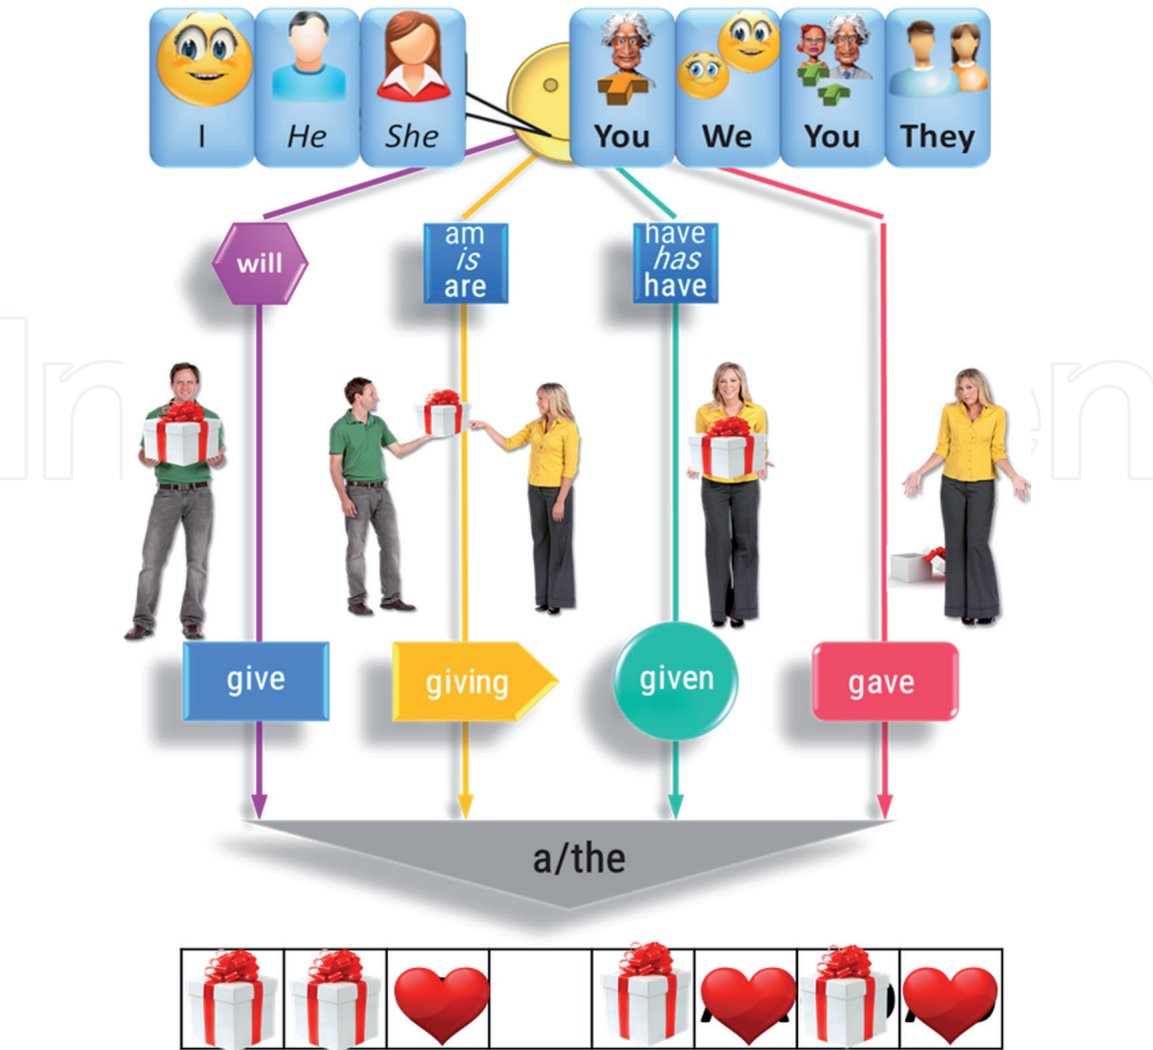 I He She You We You They
will
am
is
are
have
has
have
give giving given gave
a/the